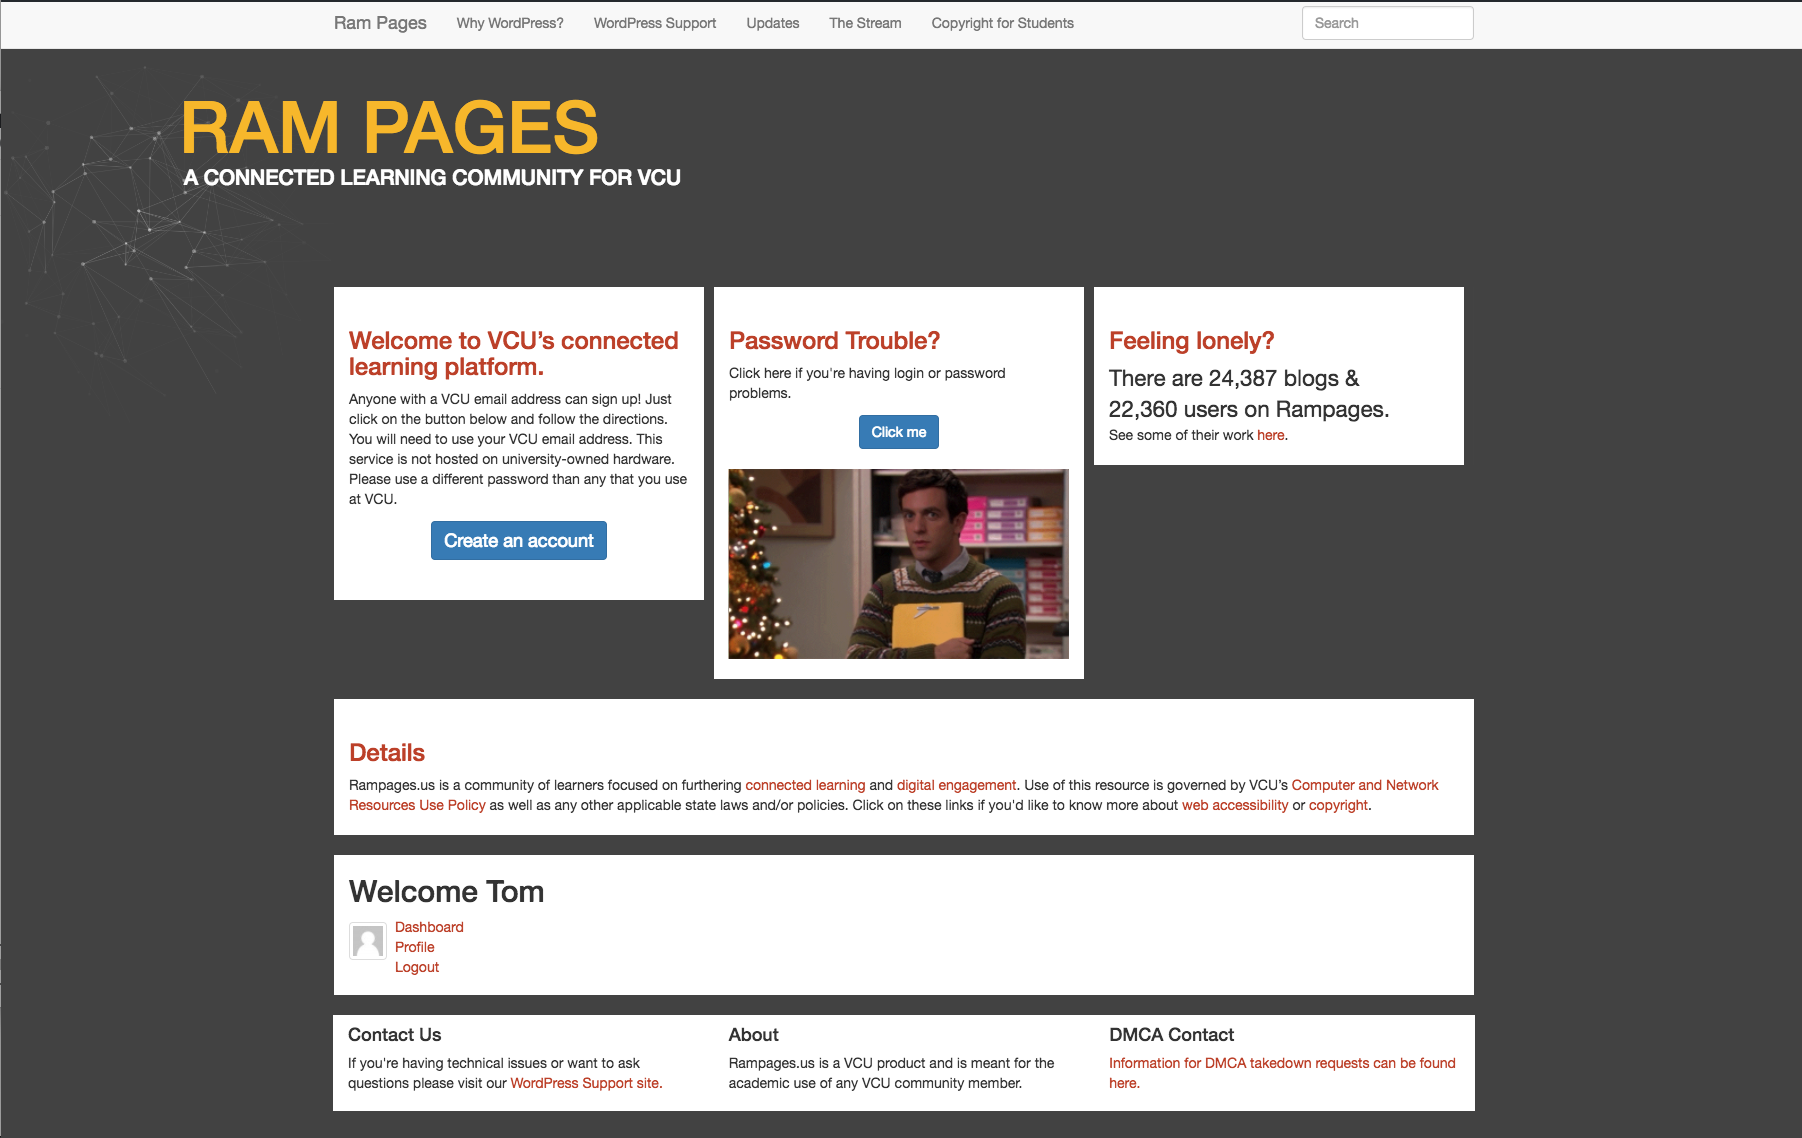 Ram Pages
Why WordPress?
WordPress Support
Updates
The Stream
Copyright for Students
Search
RAM PAGES
A CONNECTED LEARNING COMMUNITY FOR VCU
Welcome to VCU’s connected
learning platform.
Anyone with a VCU email address can sign up! Just
click on the button below and follow the directions.
You will need to use your VCU email address. This
service is not hosted on university-owned hardware.
Please use a different password than any that you use
at VCU.
Create an account
Password Trouble?
Click here if you're having login or password
problems.
Click me
Feeling lonely?
There are 24,387 blogs &
22,360 users on Rampages.
See some of their work here.
Details
Rampages.us is a community of learners focused on furthering connected learning and digital engagement. Use of this resource is governed by VCU’s Computer and Network
Resources Use Policy as well as any other applicable state laws and/or policies. Click on these links if you'd like to know more about web accessibility or copyright.
Welcome Tom
Dashboard
Profile
Logout
Contact Us
If you're having technical issues or want to ask
questions please visit our WordPress Support site.
About
Rampages.us is a VCU product and is meant for the
academic use of any VCU community member.
DMCA Contact
Information for DMCA takedown requests can be found
here.